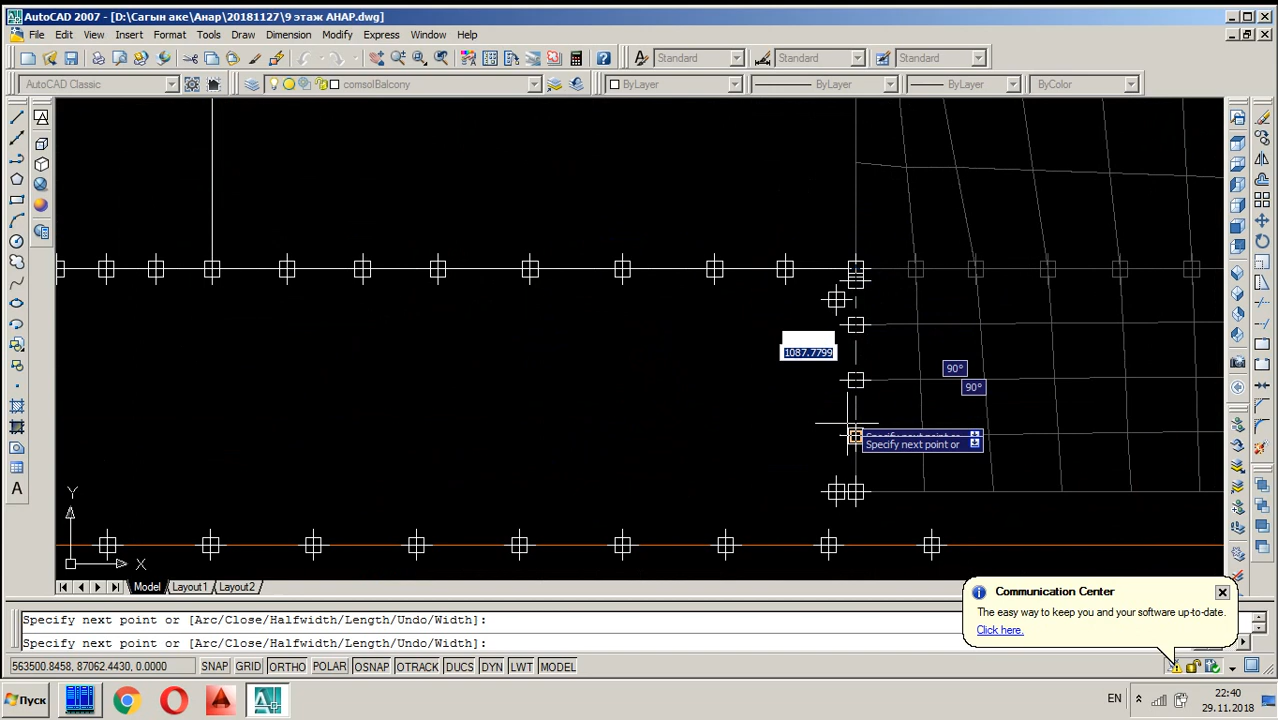 AutoCAD 2007 - [D:\Сагын аке\Анар\20181127\9 этаж АНАР.dwg]
File Edit View Insert Format Tools Draw Dimension Modify Express Window Help
Standard Standard Standard
AutoCAD Classic comsolBalcony ByLayer ByLayer ByLayer ByColor
1087.7799
90°
90°
Specify next point or
Specify next point or
A
Y
X
Model Layout1 Layout2
Communication Center
The easy way to keep you and your software up-to-date.
Click here.
Specify next point or [Arc/Close/Halfwidth/Length/Undo/Width]:
Specify next point or [Arc/Close/Halfwidth/Length/Undo/Width]:
563500.8458, 87062.4430, 0.0000 SNAP GRID ORTHO POLAR OSNAP OTRACK DUCS DYN LWT MODEL
Пуск EN 22:40
29.11.2018